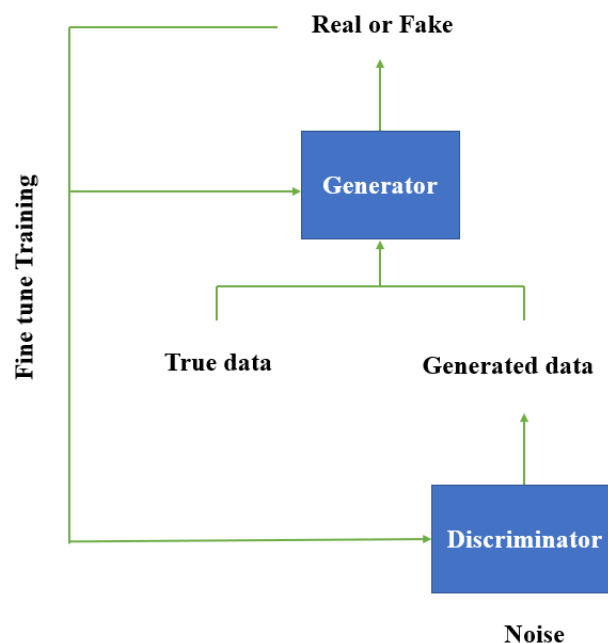 Real or Fake
Generator
Fine tune Training
True data
Generated data
Discriminator
Noise